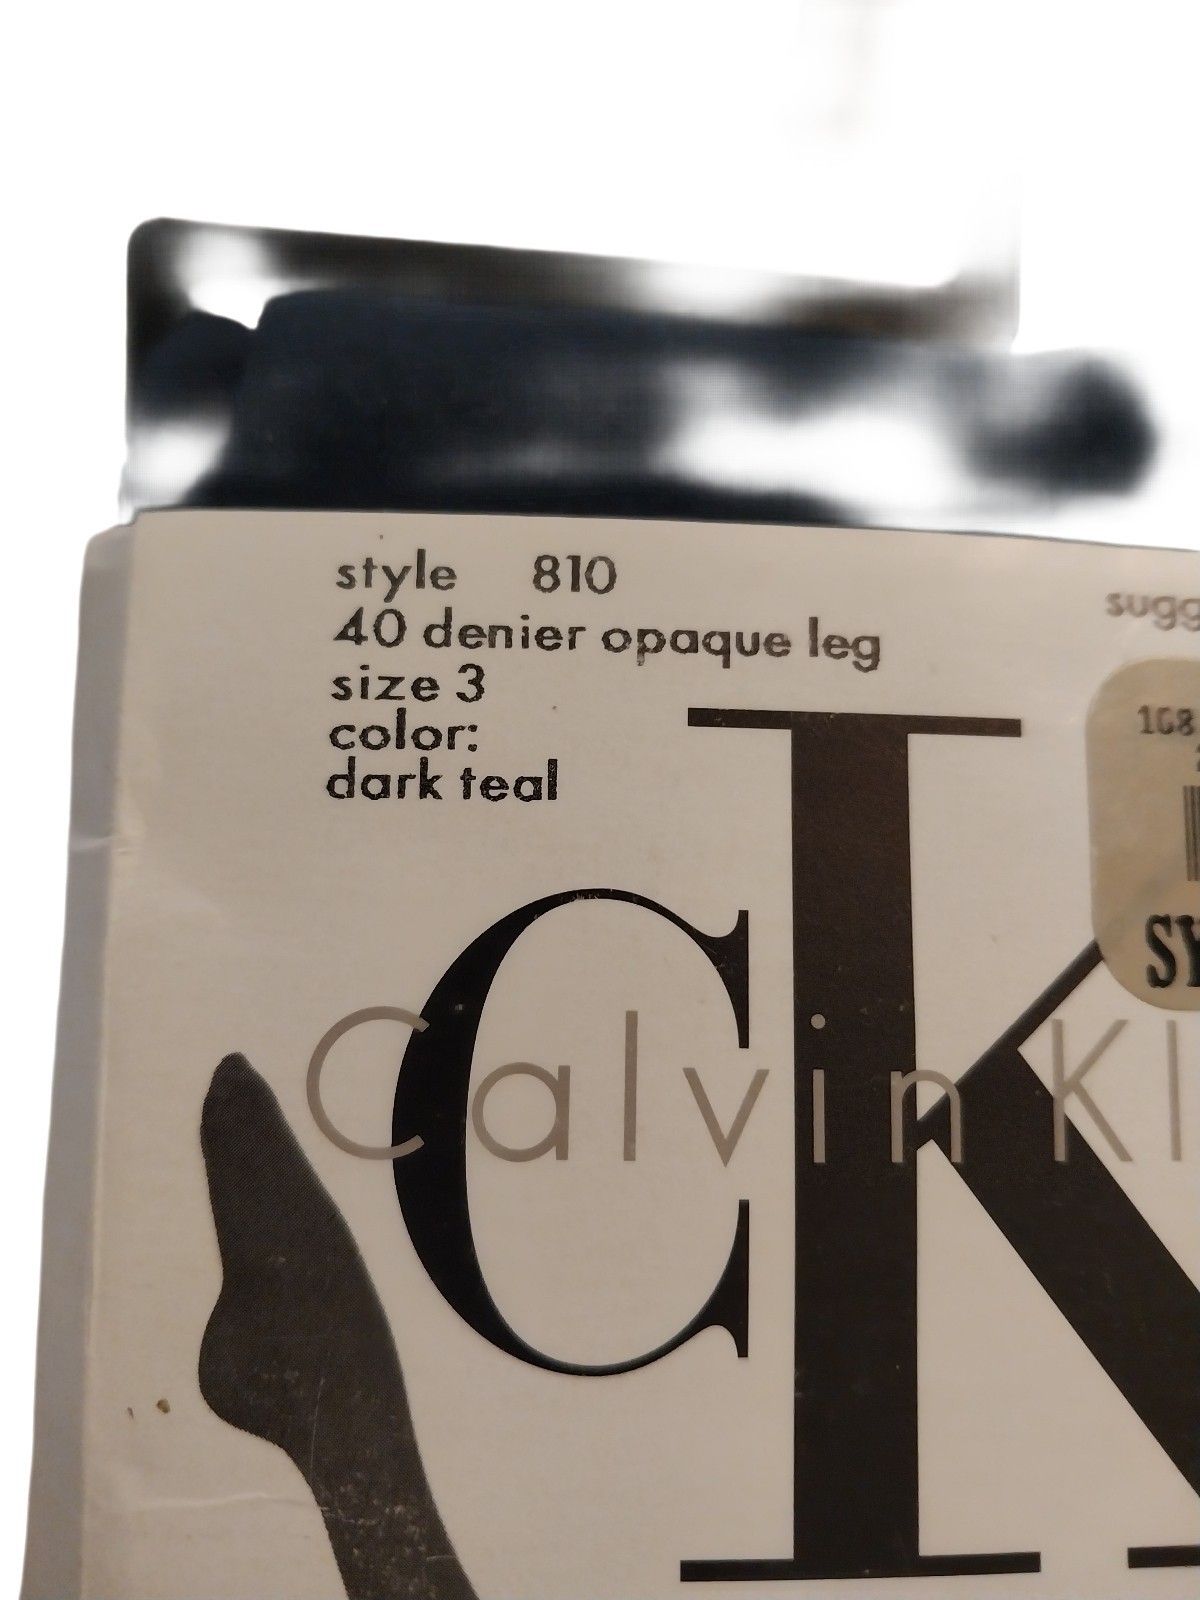 style 810
40 denier opaque leg
size 3
color:
dark teal
CK
Calvin